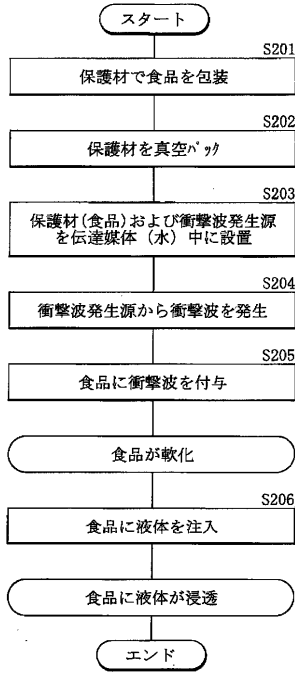 スタート
S201
保護材で食品を包装
S202
保護材を真空ﾊﾟｯｸ
S203
保護材(食品)および衝撃波発生源
を伝達媒体（水）中に設置
S204
衝撃波発生源から衝撃波を発生
S205
食品に衝撃波を付与
食品が軟化
S206
食品に液体を注入
食品に液体が浸透
エンド